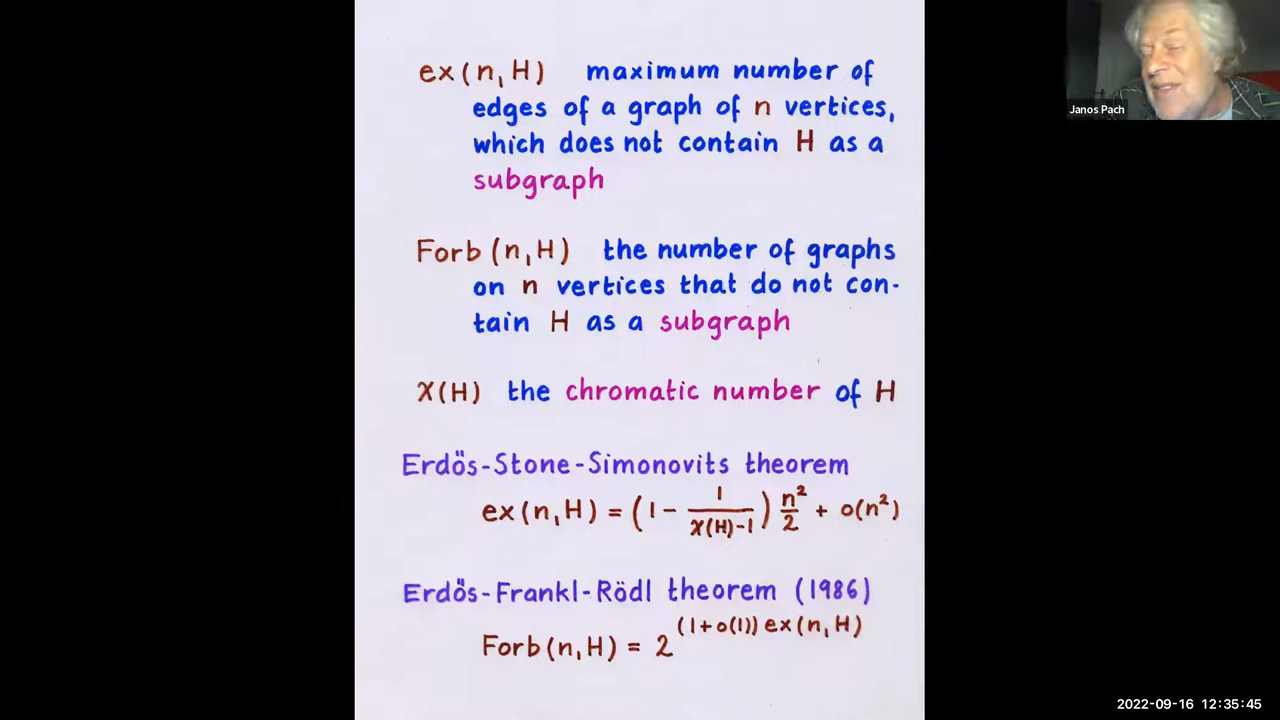 ex(n,H) maximum number of
edges of a graph of n vertices,
which does not contain H as a
subgraph
Forb(n,H) the number of graphs
on n vertices that do not con-
tain H as a subgraph
χ(H) the chromatic number of H
Erdős-Stone-Simonovits theorem
ex(n,H) = (1 - 1/(χ(H)-1)) n²/2 + o(n²)
Erdős-Frankl-Rödl theorem (1986)
Forb(n,H) = 2^((1+o(1)) ex(n,H))
Janos Pach
2022-09-16 12:35:45